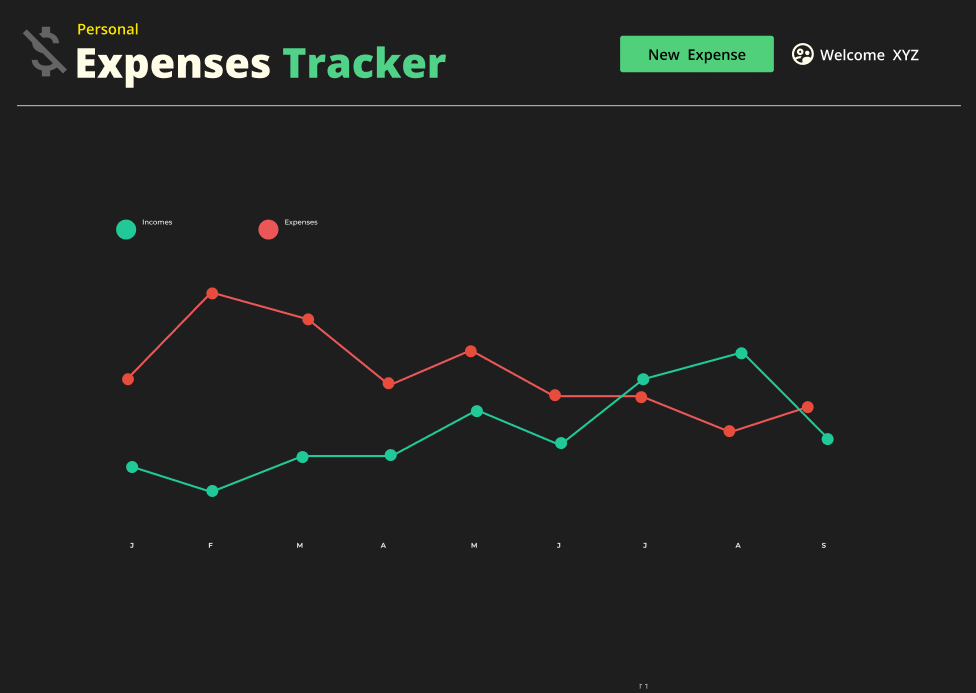 Personal
Expenses Tracker
New Expense
Welcome XYZ
Incomes
Expenses
J F M A M J J A S